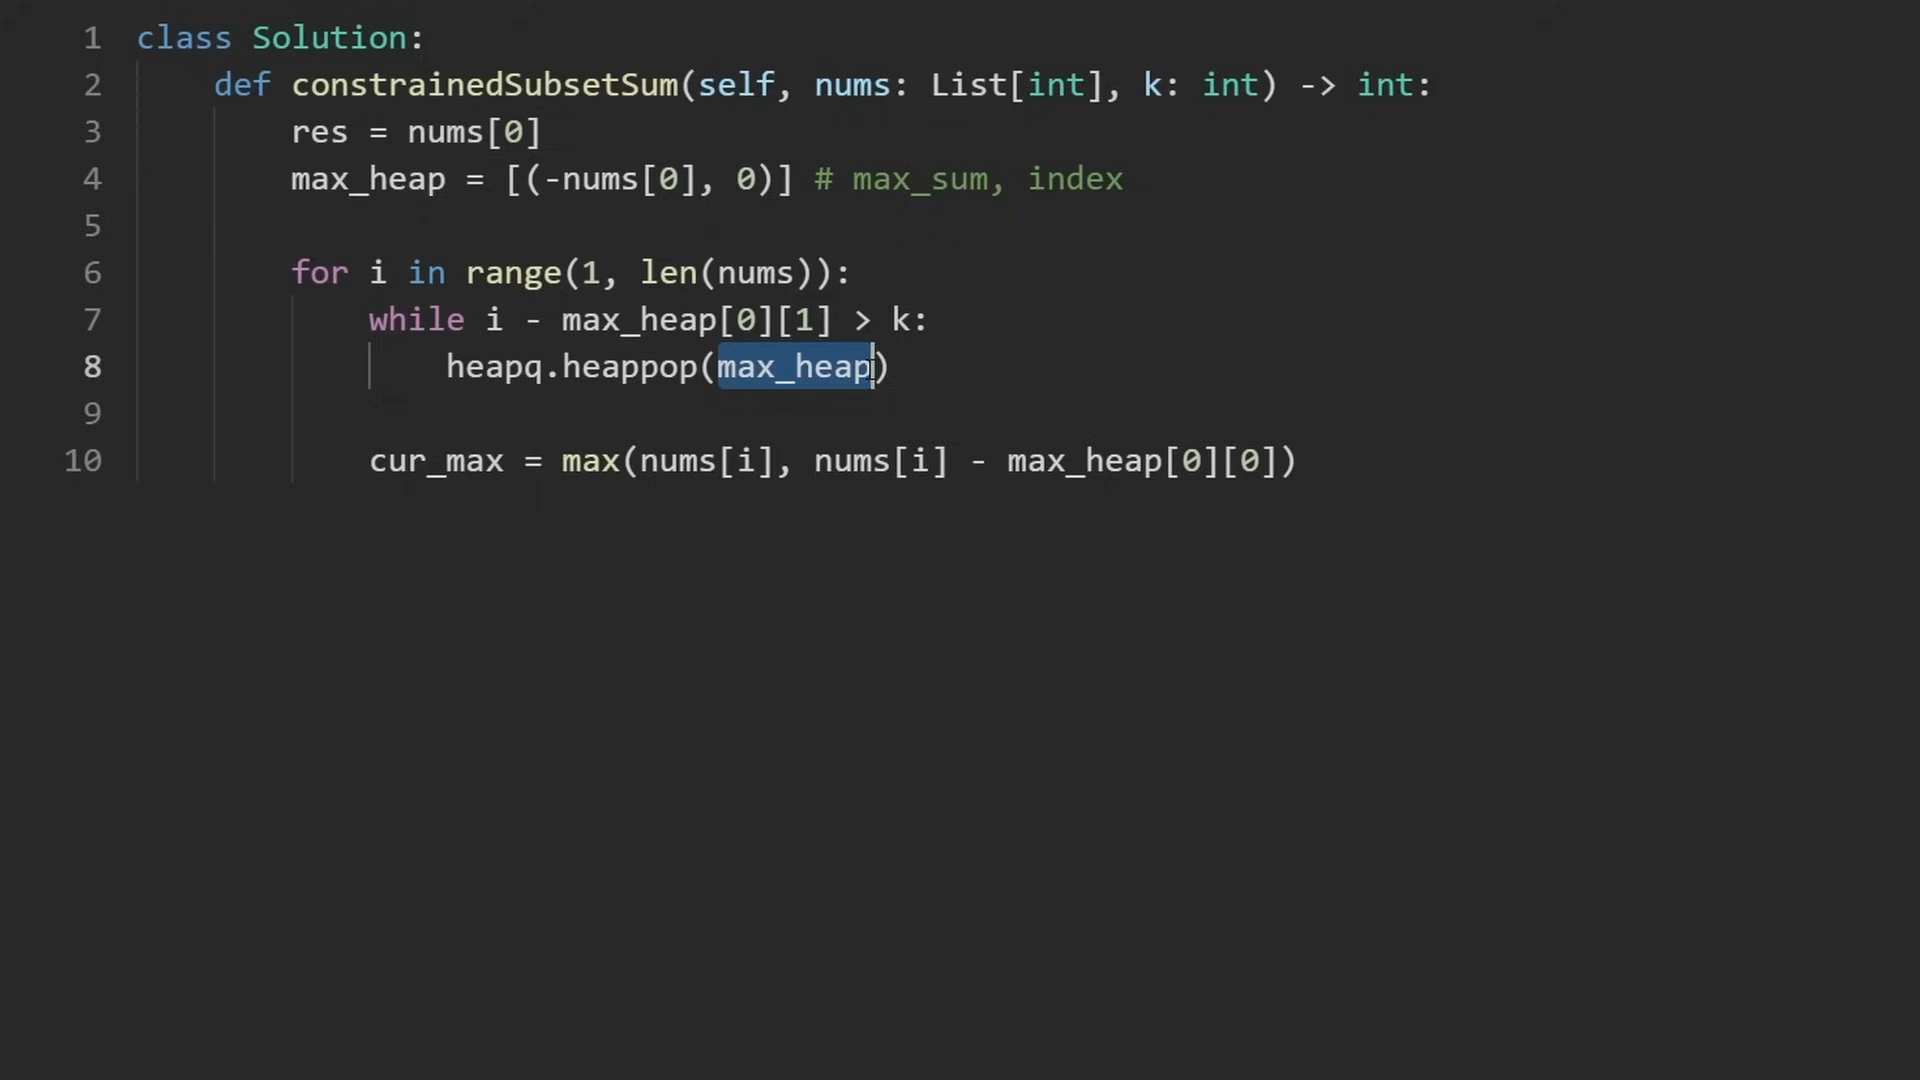 1 class Solution:
2 def constrainedSubsetSum(self, nums: List[int], k: int) -> int:
3 res = nums[0]
4 max_heap = [(-nums[0], 0)] # max_sum, index
5
6 for i in range(1, len(nums)):
7 while i - max_heap[0][1] > k:
8 heapq.heappop(max_heap)
9
10 cur_max = max(nums[i], nums[i] - max_heap[0][0])